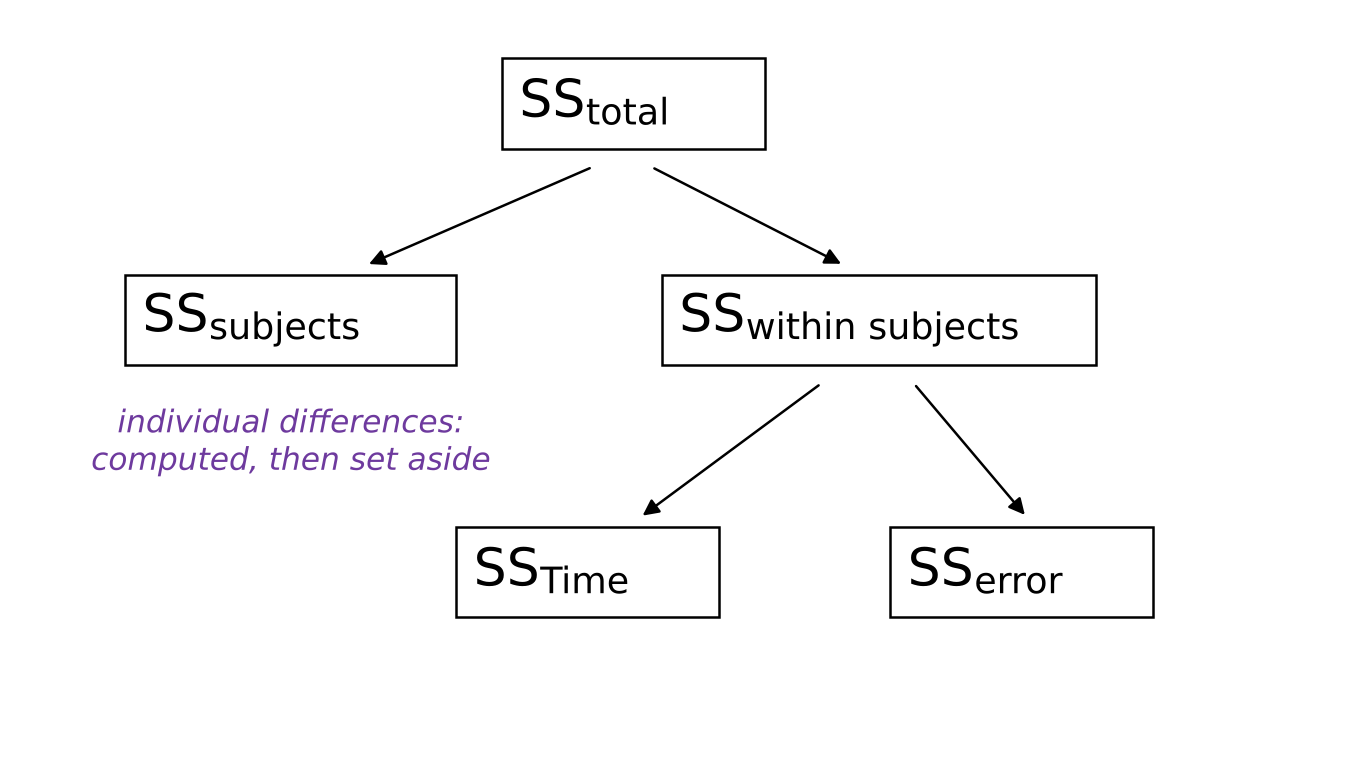 SStotal
SSsubjects
SSwithin subjects
individual differences:
computed, then set aside
SSTime
SSerror